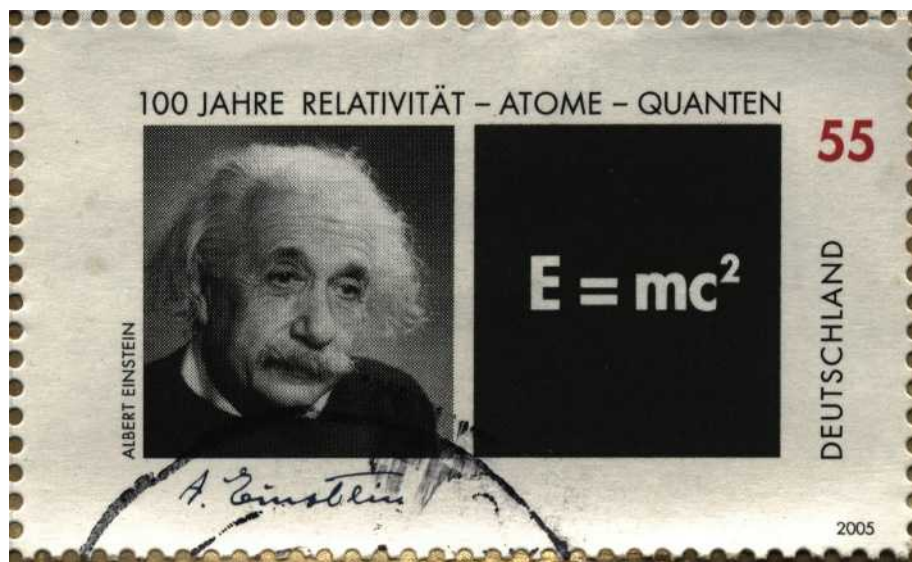 100 JAHRE RELATIVITÄT – ATOME – QUANTEN
55
E = mc²
ALBERT EINSTEIN
DEUTSCHLAND
A. Einstein
2005